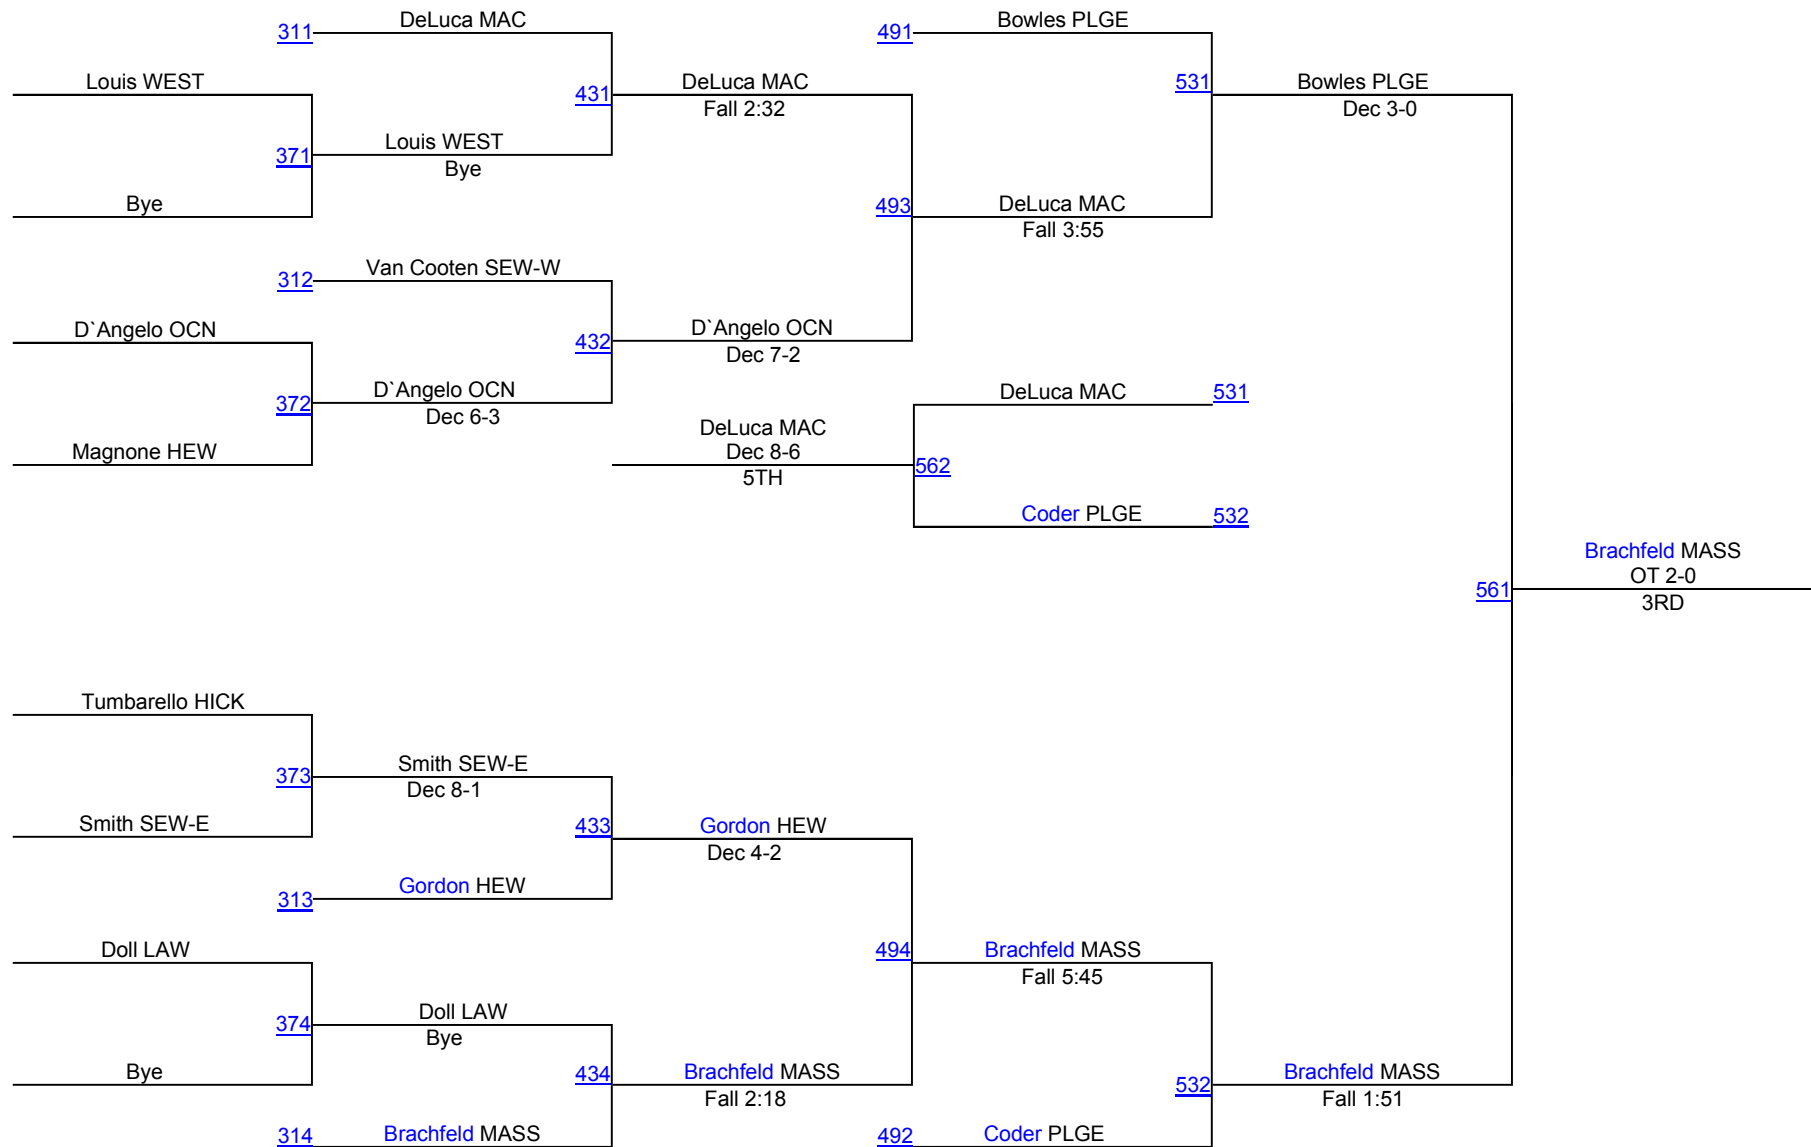 DeLuca MAC
311
Bowles PLGE
491
Louis WEST
431
DeLuca MAC
Fall 2:32
531
Bowles PLGE
Dec 3-0
371
Louis WEST
Bye
Bye
493
DeLuca MAC
Fall 3:55
312
Van Cooten SEW-W
D`Angelo OCN
432
D`Angelo OCN
Dec 7-2
372
D`Angelo OCN
Dec 6-3
DeLuca MAC
531
Magnone HEW
DeLuca MAC
Dec 8-6
5TH
562
Coder PLGE
532
561
Brachfeld MASS
OT 2-0
3RD
Tumbarello HICK
373
Smith SEW-E
Dec 8-1
Smith SEW-E
433
Gordon HEW
Dec 4-2
313
Gordon HEW
Doll LAW
494
Brachfeld MASS
Fall 5:45
374
Doll LAW
Bye
Bye
434
Brachfeld MASS
Fall 2:18
532
Brachfeld MASS
Fall 1:51
314
Brachfeld MASS
492
Coder PLGE